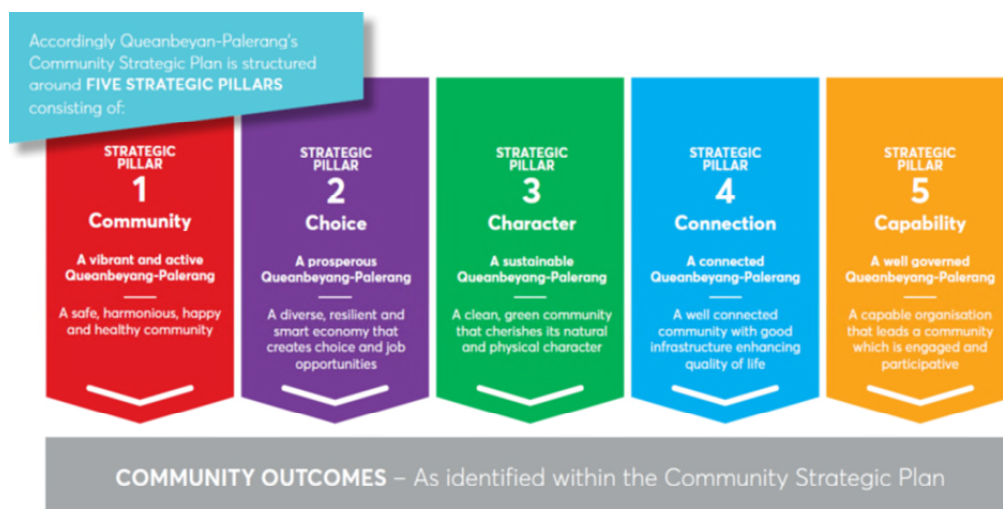 Accordingly Queanbeyan-Palerang's
Community Strategic Plan is structured
around FIVE STRATEGIC PILLARS
consisting of:
STRATEGIC
PILLAR
1
Community
A vibrant and active
Queanbeyang-Palerang
A safe, harmonious, happy
and healthy community
STRATEGIC
PILLAR
2
Choice
A prosperous
Queanbeyang-Palerang
A diverse, resilient and
smart economy that
creates choice and job
opportunities
STRATEGIC
PILLAR
3
Character
A sustainable
Queanbeyang-Palerang
A clean, green community
that cherishes its natural
and physical character
STRATEGIC
PILLAR
4
Connection
A connected
Queanbeyang-Palerang
A well connected
community with good
infrastructure enhancing
quality of life
STRATEGIC
PILLAR
5
Capability
A well governed
Queanbeyang-Palerang
A capable organisation
that leads a community
which is engaged and
participative
COMMUNITY OUTCOMES – As identified within the Community Strategic Plan